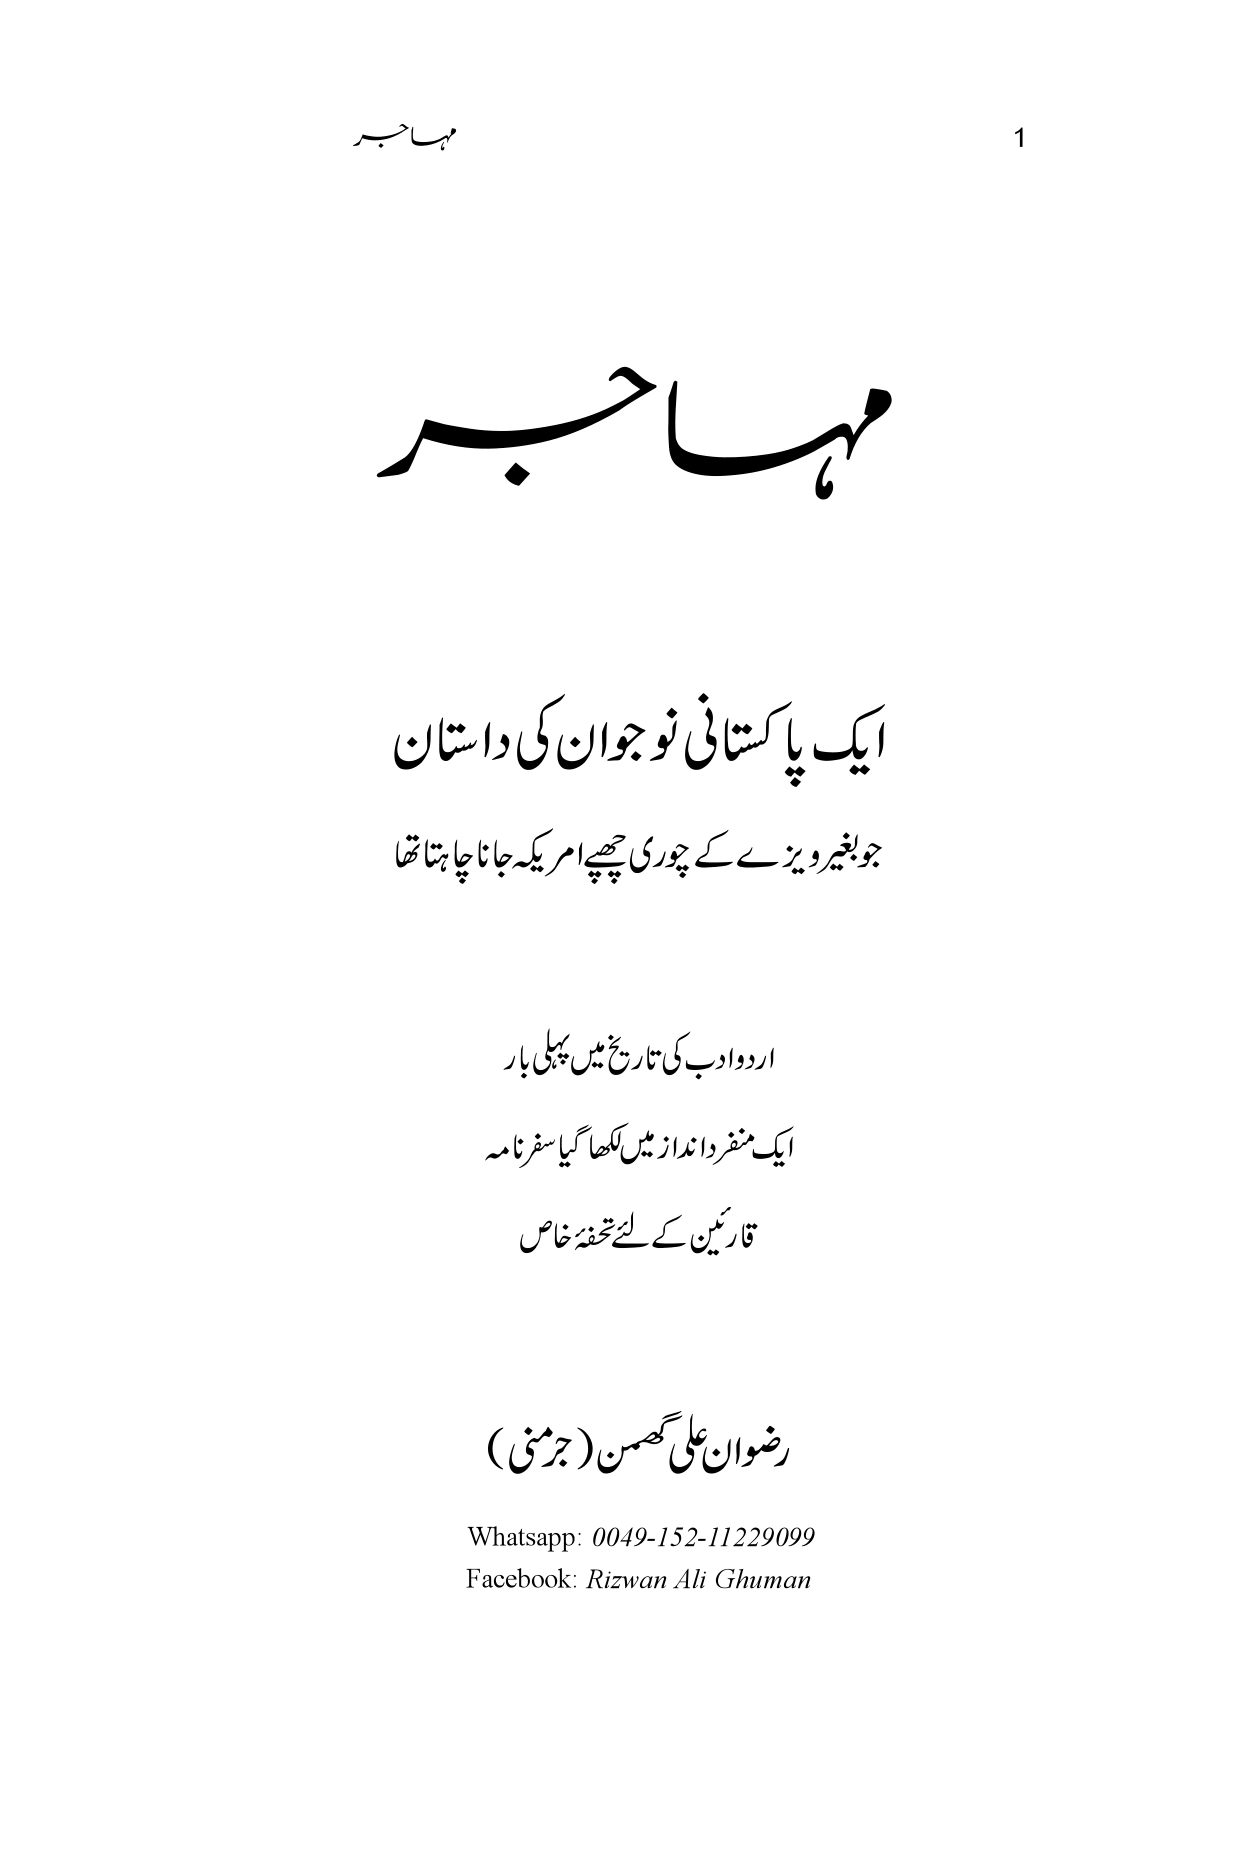 1 مہاجر
مہاجر
ایک پاکستانی نوجوان کی داستان
جو بغیر ویزے کے چوری چھپے امریکہ جانا چاہتا تھا
اردو ادب کی تاریخ میں پہلی بار
ایک منفرد انداز میں لکھا گیا سفر نامہ
قارئین کے لئے تحفۂ خاص
رضوان علی گھمن (جرمنی)
Whatsapp: 0049-152-11229099
Facebook: Rizwan Ali Ghuman